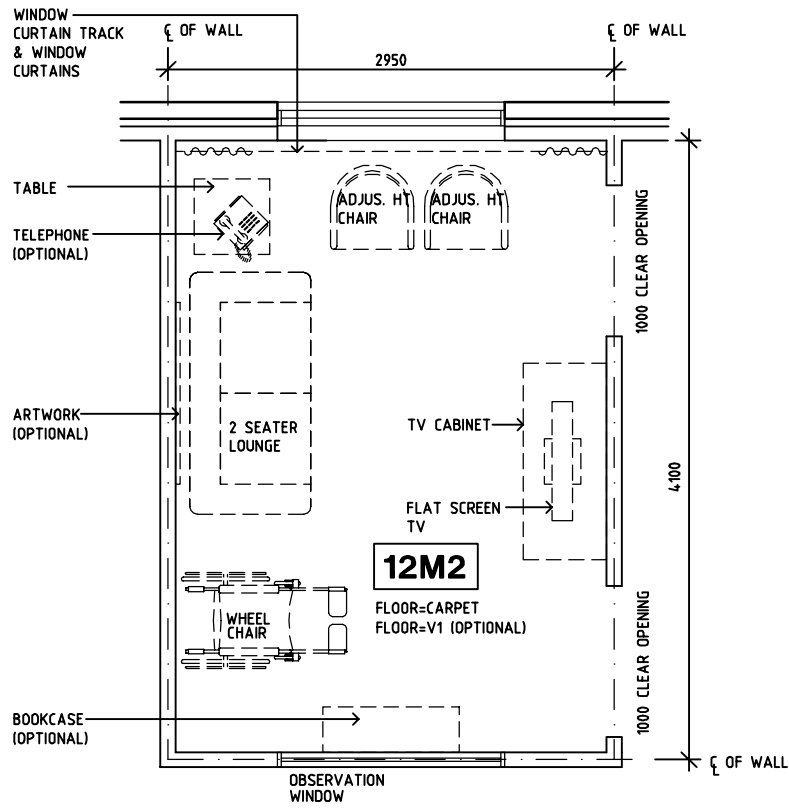 WINDOW
CURTAIN TRACK
& WINDOW
CURTAINS
℄ OF WALL
℄ OF WALL
2950
TABLE
TELEPHONE
(OPTIONAL)
ADJUS. HT
CHAIR
ADJUS. HT
CHAIR
1000 CLEAR OPENING
ARTWORK
(OPTIONAL)
2 SEATER
LOUNGE
TV CABINET
4100
FLAT SCREEN
TV
12M2
FLOOR=CARPET
FLOOR=V1 (OPTIONAL)
WHEEL
CHAIR
1000 CLEAR OPENING
BOOKCASE
(OPTIONAL)
℄ OF WALL
OBSERVATION
WINDOW